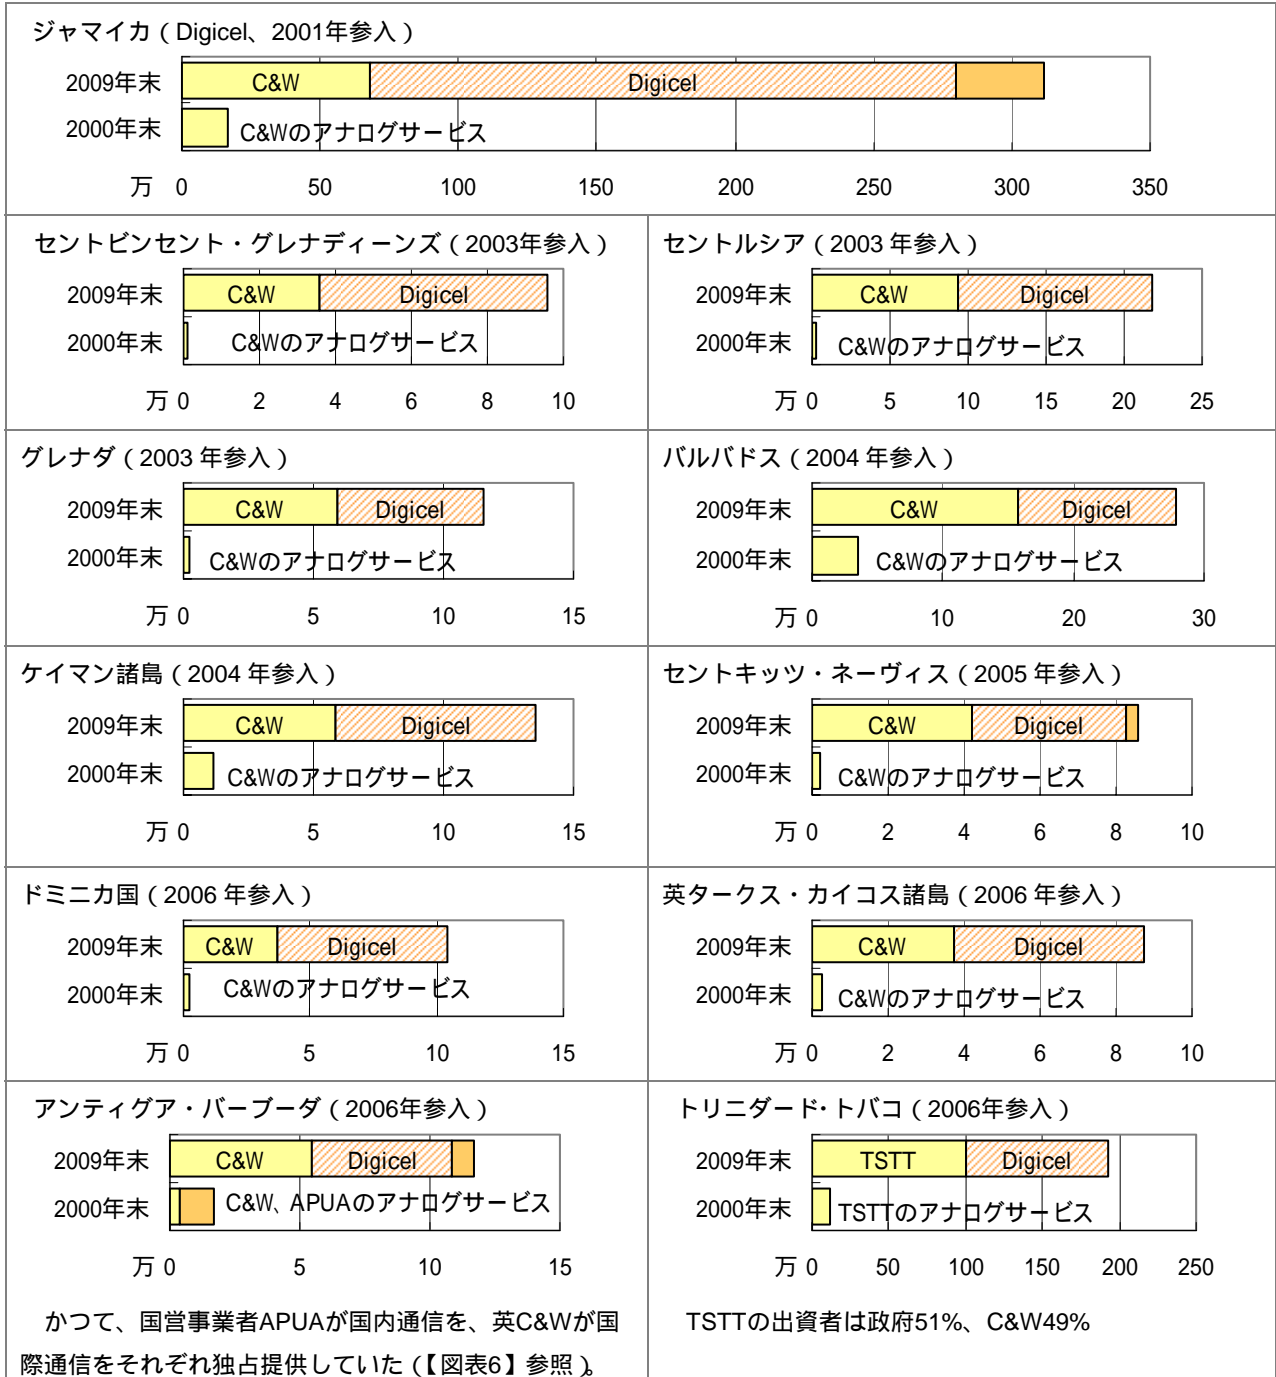 ジャマイカ（Digicel、2001年参入）
2009年末 C&W Digicel
2000年末 C&Wのアナログサービス
万 0 50 100 150 200 250 300 350
セントビンセント・グレナディーンズ（2003年参入）
2009年末 C&W Digicel
2000年末 C&Wのアナログサービス
万 0 2 4 6 8 10
セントルシア（2003 年参入）
2009年末 C&W Digicel
2000年末 C&Wのアナログサービス
万 0 5 10 15 20 25
グレナダ（2003 年参入）
2009年末 C&W Digicel
2000年末 C&Wのアナログサービス
万 0 5 10 15
バルバドス（2004 年参入）
2009年末 C&W Digicel
2000年末 C&Wのアナログサービス
万 0 10 20 30
ケイマン諸島（2004 年参入）
2009年末 C&W Digicel
2000年末 C&Wのアナログサービス
万 0 5 10 15
セントキッツ・ネーヴィス（2005 年参入）
2009年末 C&W Digicel
2000年末 C&Wのアナログサービス
万 0 2 4 6 8 10
ドミニカ国（2006 年参入）
2009年末 C&W Digicel
2000年末 C&Wのアナログサービス
万 0 5 10 15
英タークス・カイコス諸島（2006 年参入）
2009年末 C&W Digicel
2000年末 C&Wのアナログサービス
万 0 2 4 6 8 10
アンティグア・バーブーダ（2006年参入）
2009年末 C&W Digicel
2000年末 C&W、APUAのアナログサービス
万 0 5 10 15
かつて、国営事業者APUAが国内通信を、英C&Wが国
際通信をそれぞれ独占提供していた（【図表6】参照）。
トリニダード・トバコ（2006年参入）
2009年末 TSTT Digicel
2000年末 TSTTのアナログサービス
万 0 50 100 150 200 250
TSTTの出資者は政府51%、C&W49%